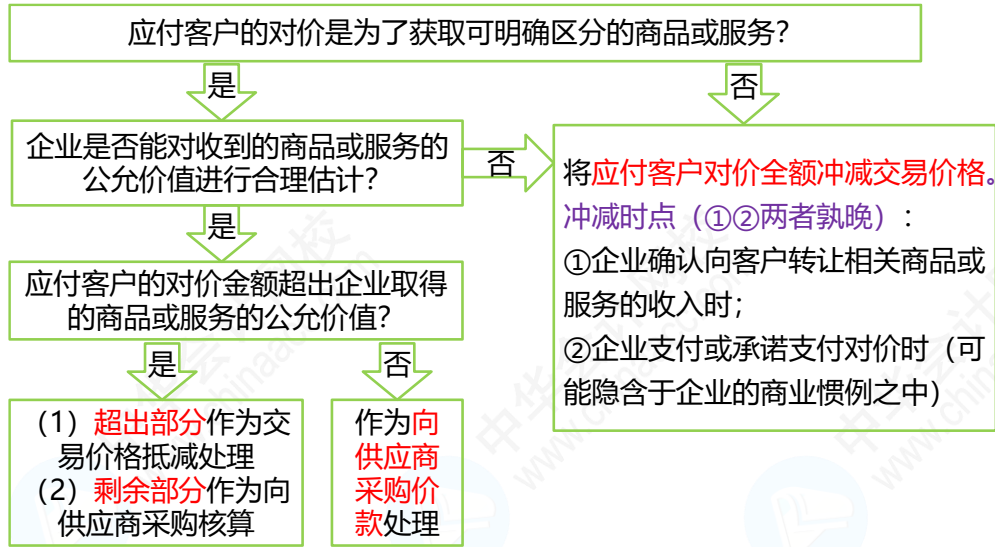 应付客户的对价是为了获取可明确区分的商品或服务？
是
否
企业是否能对收到的商品或服务的
公允价值进行合理估计？
否
将应付客户对价全额冲减交易价格。
冲减时点（①②两者孰晚）：
①企业确认向客户转让相关商品或
服务的收入时；
②企业支付或承诺支付对价时（可
能隐含于企业的商业惯例之中）
是
应付客户的对价金额超出企业取得
的商品或服务的公允价值？
是
否
（1）超出部分作为交
易价格抵减处理
（2）剩余部分作为向
供应商采购核算
作为向
供应商
采购价
款处理